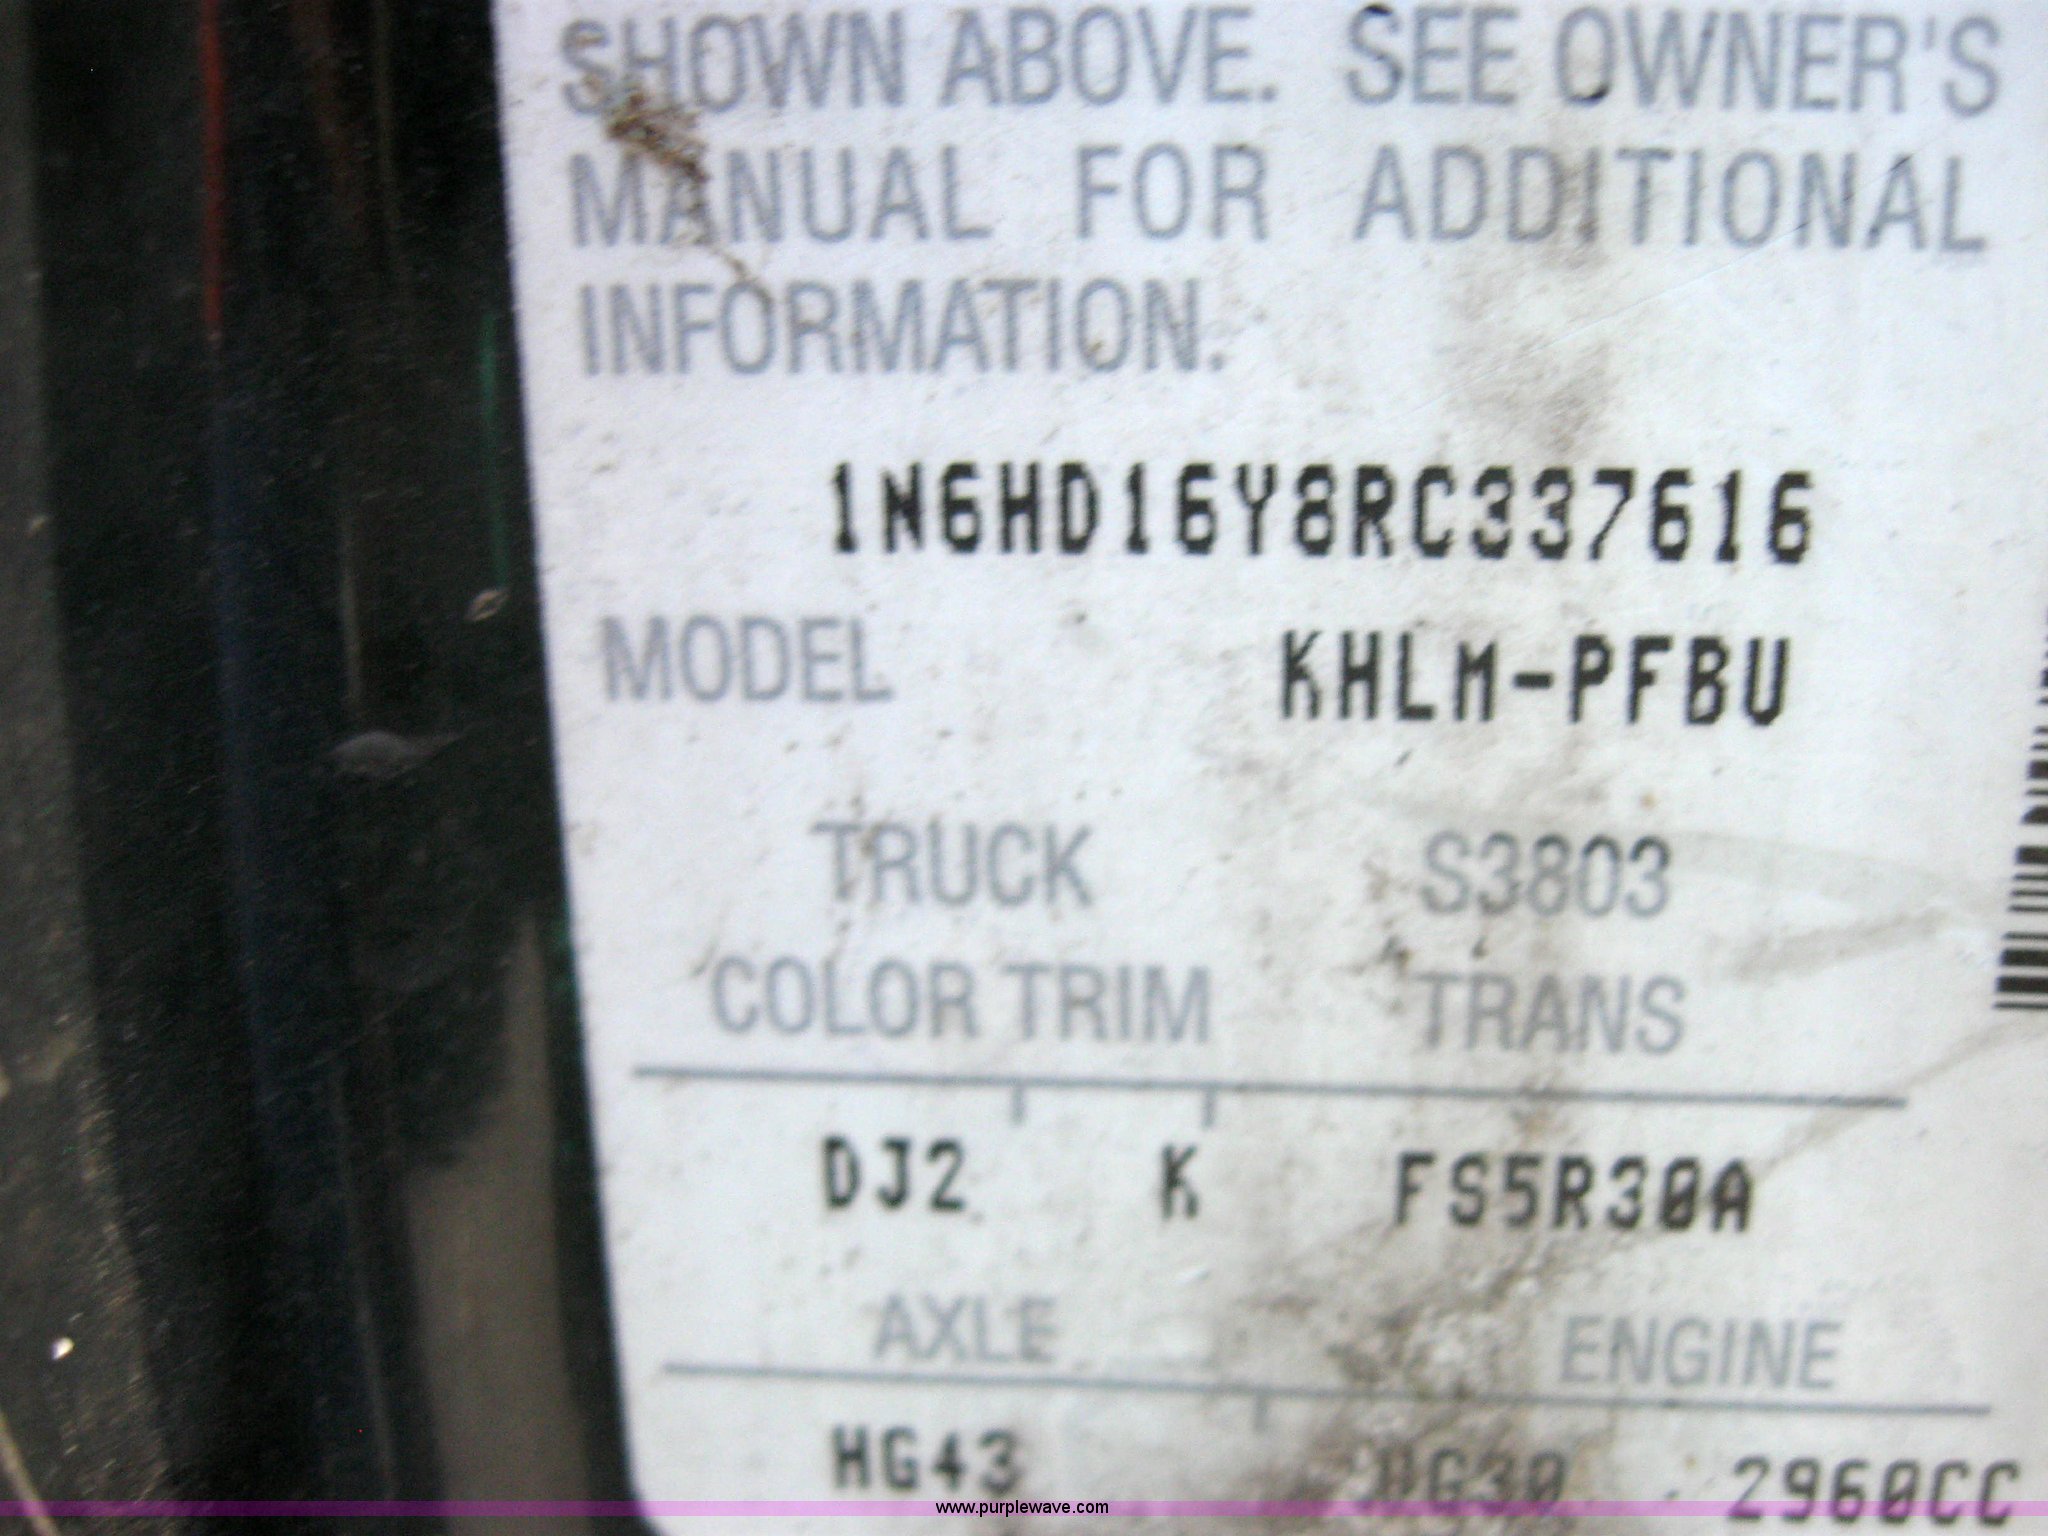 SHOWN ABOVE. SEE OWNER'S
MANUAL FOR ADDITIONAL
INFORMATION.
1N6HD16Y8RC337616
MODEL KHLM-PFBU
TRUCK S3803
COLOR TRIM TRANS
DJ2 K FS5R30A
AXLE ENGINE
HG43 VG30 2960CC
www.purplewave.com